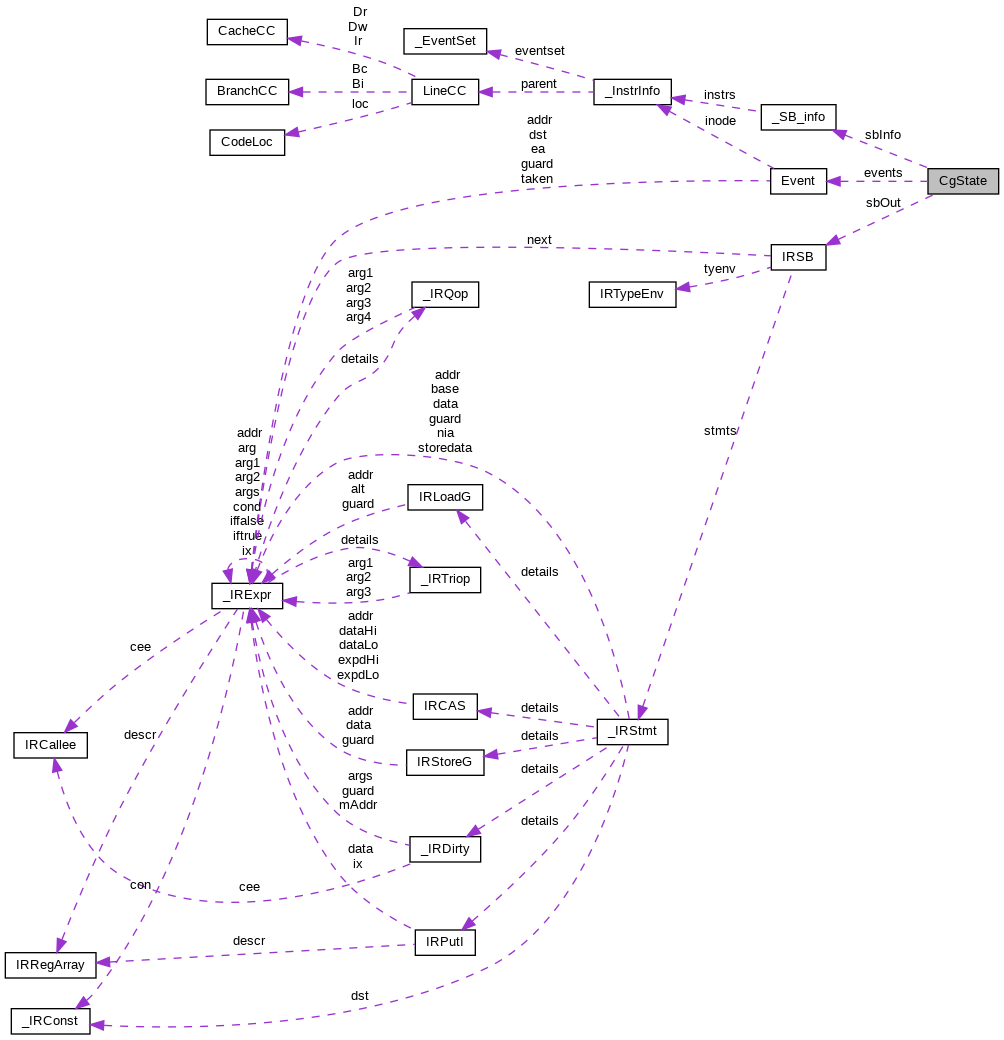 Dr
Dw
Ir
CacheCC
_EventSet
eventset
Bc
Bi
BranchCC
LineCC
parent
_InstrInfo
instrs
loc
_SB_info
inode
addr
dst
ea
guard
taken
sbInfo
CodeLoc
Event
events
CgState
sbOut
next
IRSB
tyenv
arg1
arg2
arg3
arg4
_IRQop
IRTypeEnv
details
addr
base
data
guard
nia
storedata
stmts
addr
arg
arg1
arg2
args
cond
iffalse
iftrue
ix
addr
alt
guard
IRLoadG
details
arg1
arg2
arg3
_IRTriop
details
_IRExpr
addr
dataHi
dataLo
expdHi
expdLo
cee
IRCAS
details
addr
data
guard
details
_IRStmt
descr
IRCallee
IRStoreG
details
args
guard
mAddr
details
data
ix
_IRDirty
con
cee
descr
IRPutI
IRRegArray
dst
_IRConst